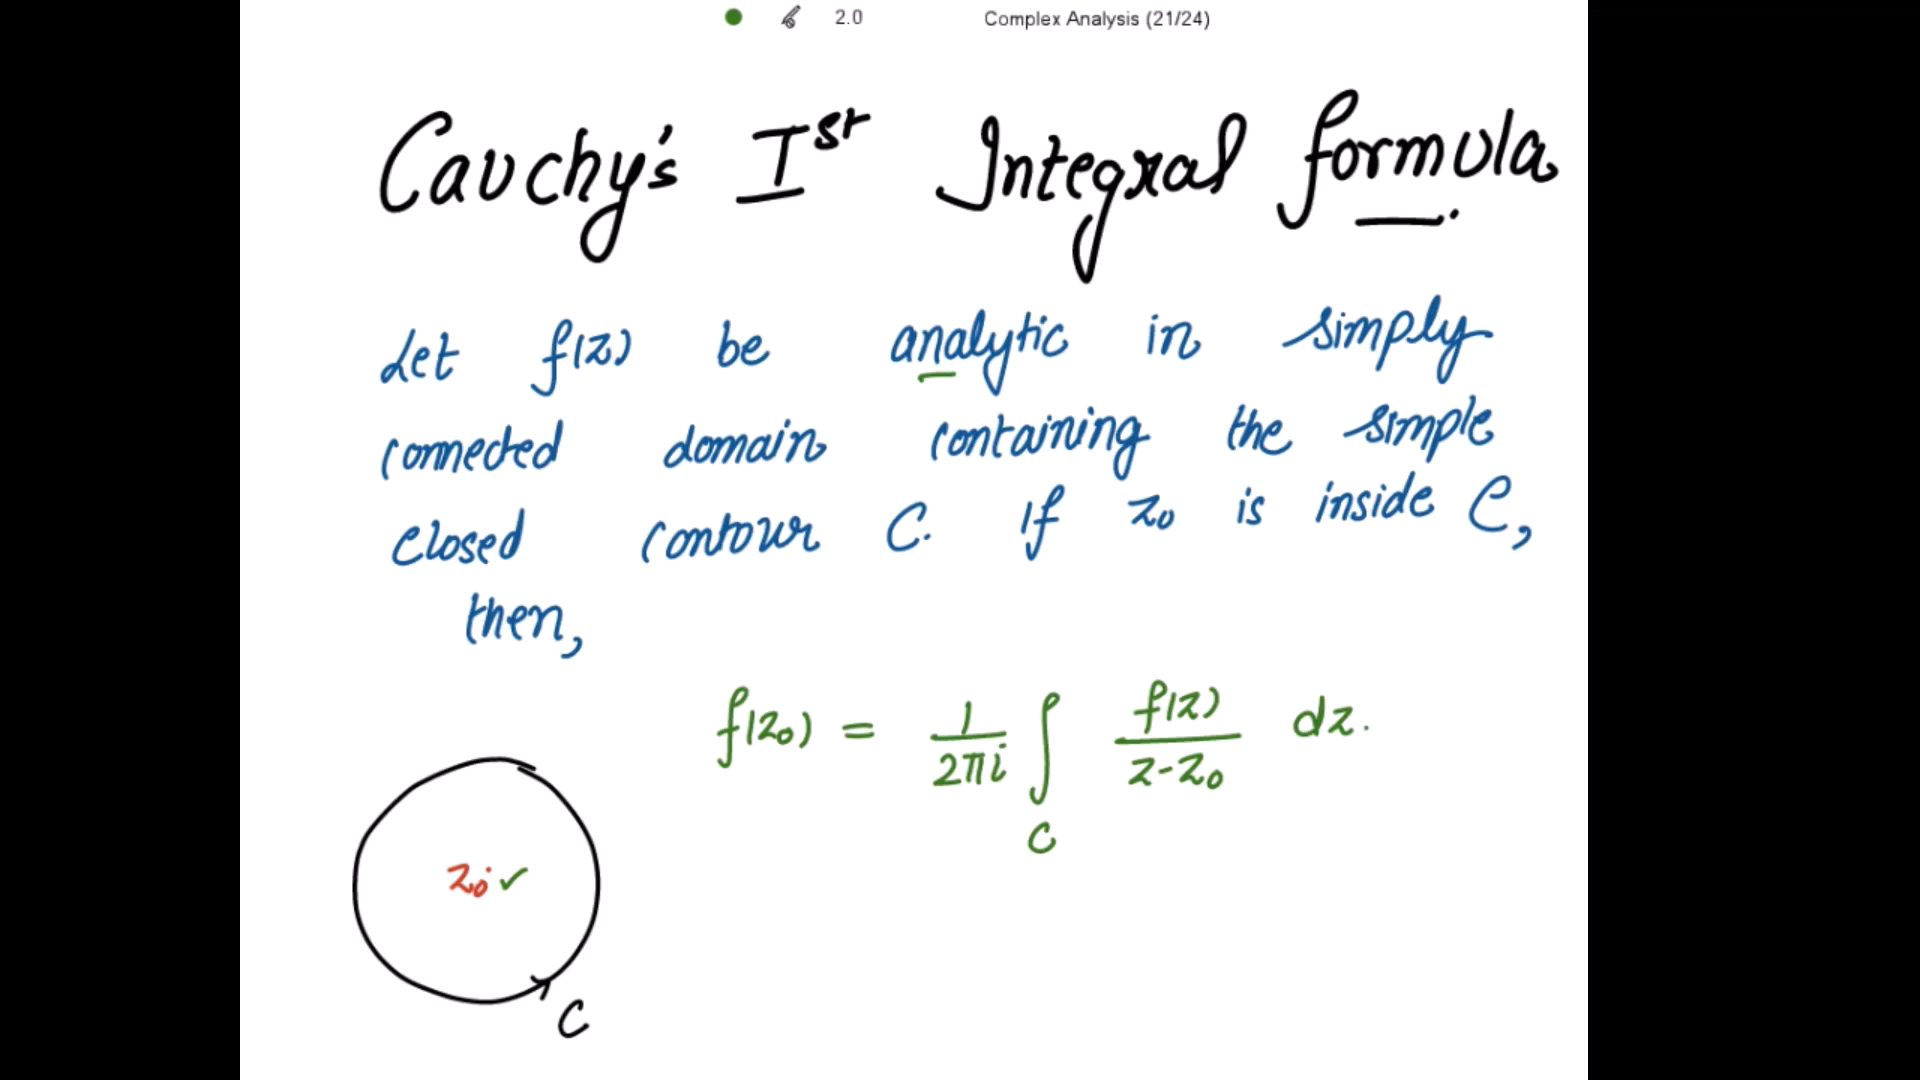 2.0 Complex Analysis (21/24)
Cauchy's Ist Integral formula.
Let f(z) be analytic in simply
connected domain containing the simple
closed contour C. If z₀ is inside C,
then,
f(z₀) = 1/2πi ∫_C f(z)/z-z₀ dz.
z₀ ✓
C